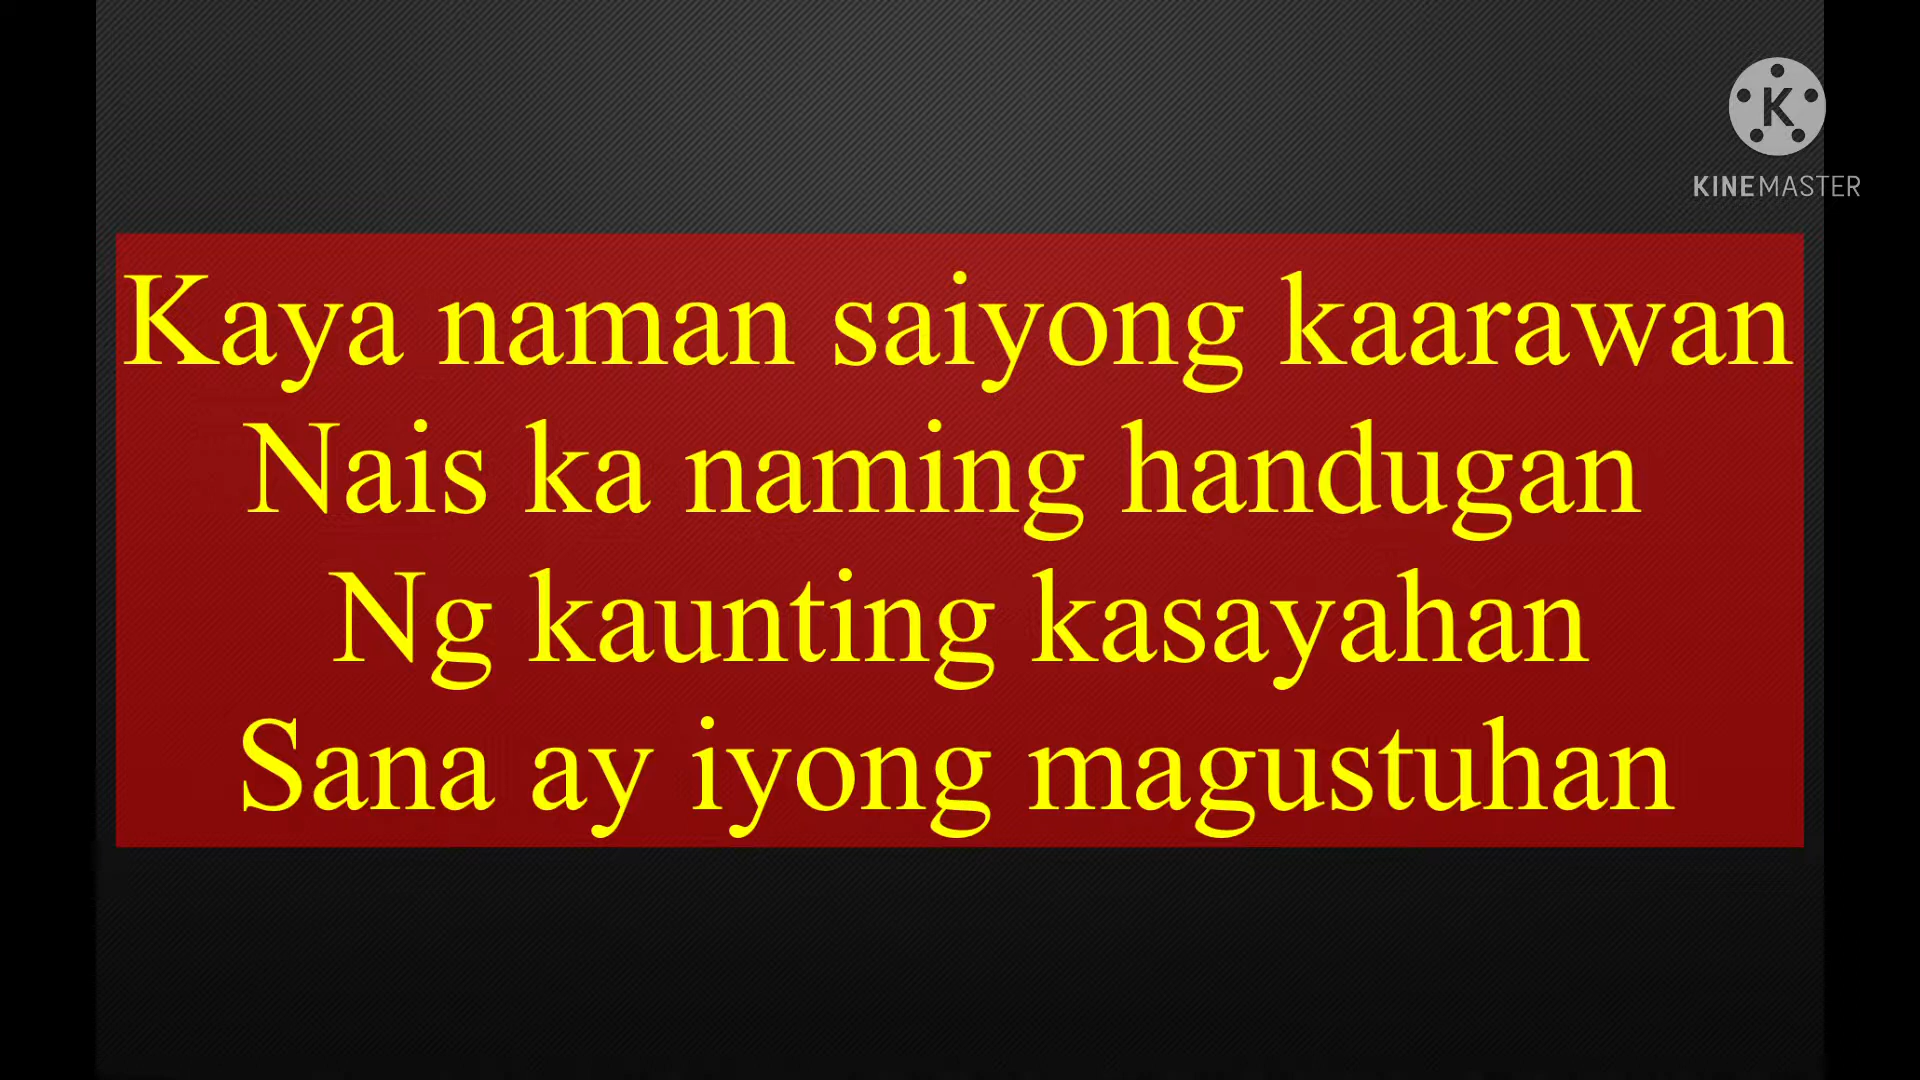 K
KINEMASTER
Kaya naman saiyong kaarawan
Nais ka naming handugan
Ng kaunting kasayahan
Sana ay iyong magustuhan